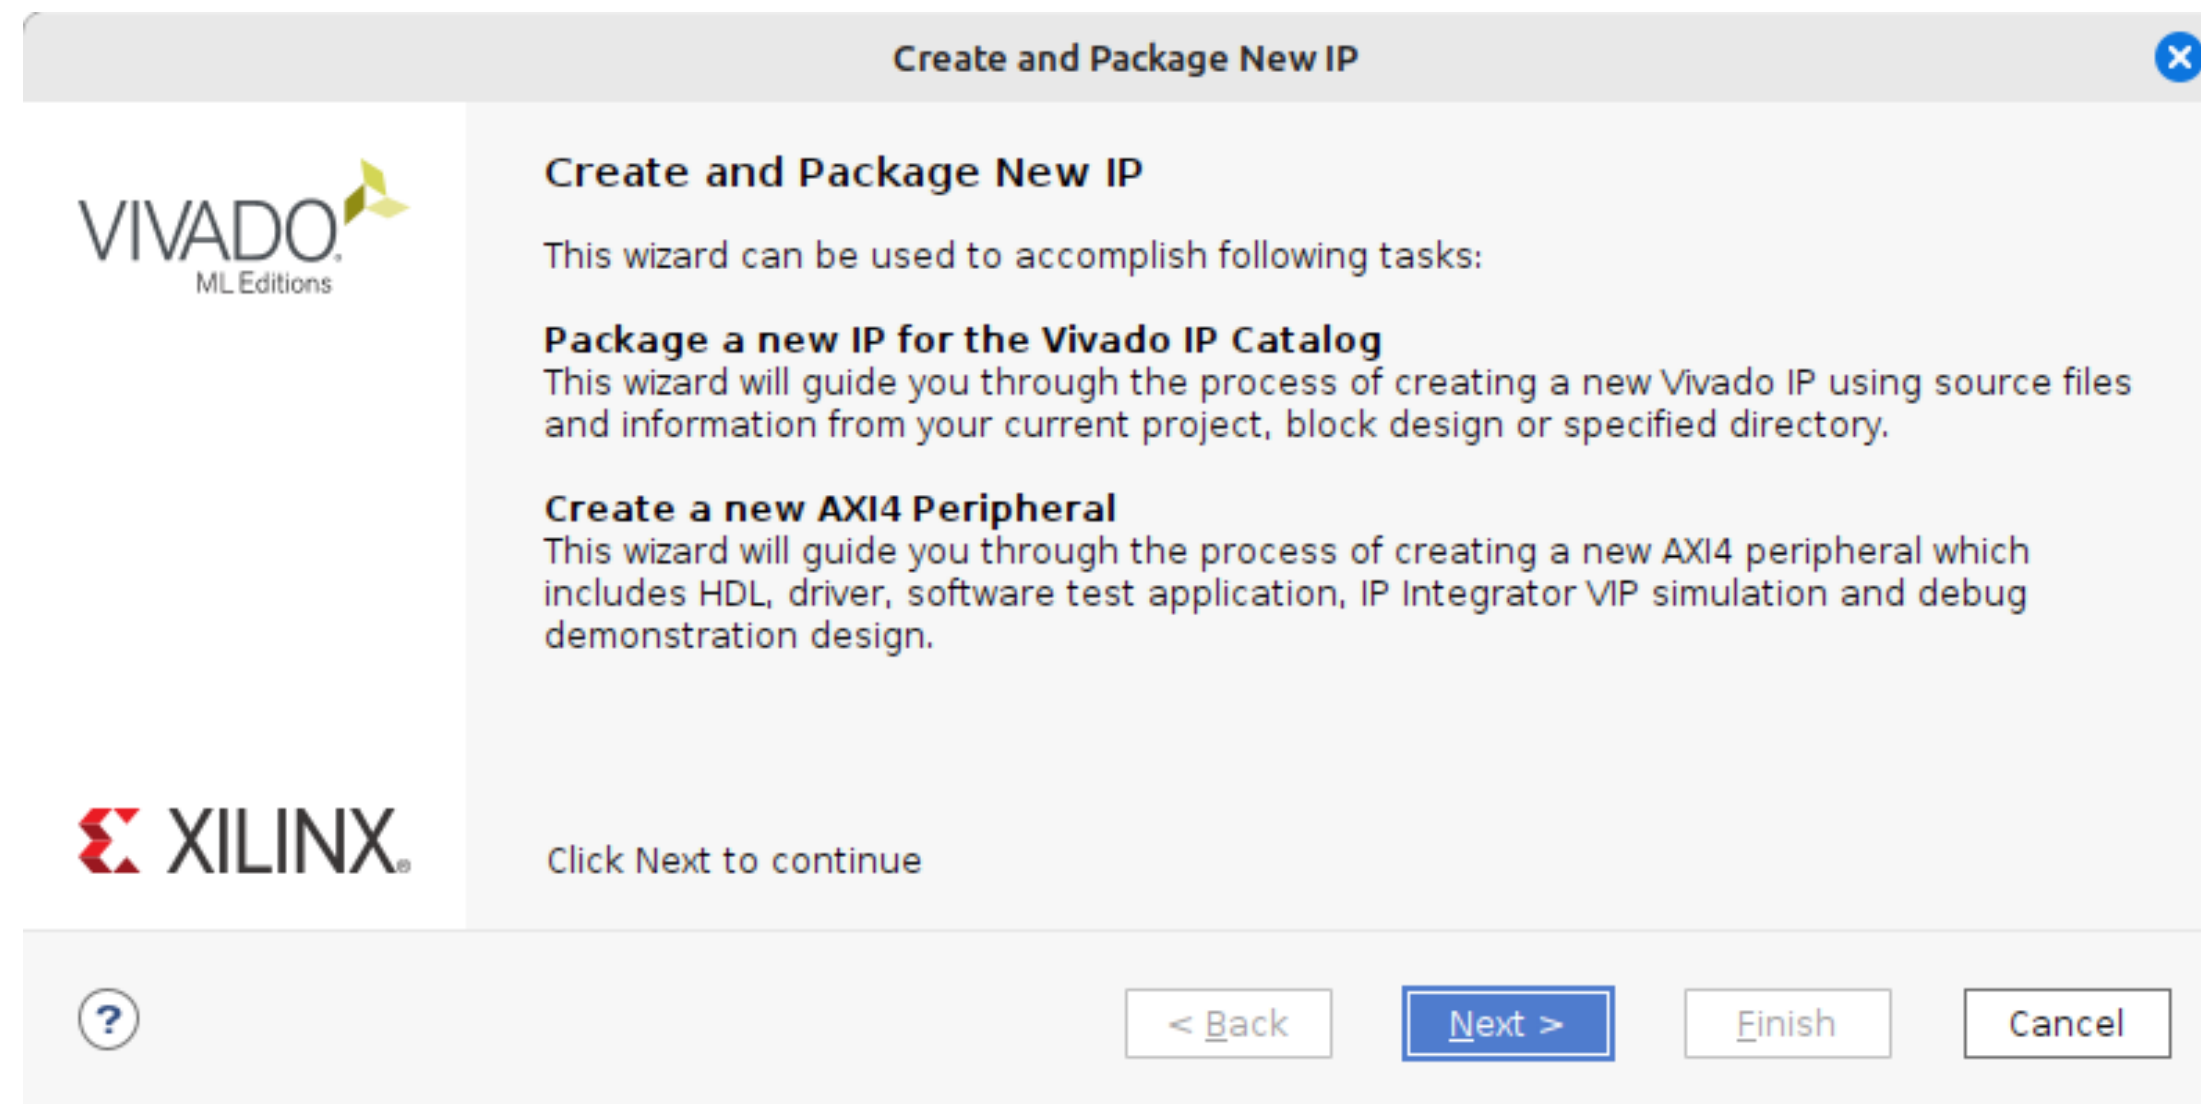 Create and Package New IP
VIVADO
ML Editions
Create and Package New IP
This wizard can be used to accomplish following tasks:
Package a new IP for the Vivado IP Catalog
This wizard will guide you through the process of creating a new Vivado IP using source files
and information from your current project, block design or specified directory.
Create a new AXI4 Peripheral
This wizard will guide you through the process of creating a new AXI4 peripheral which
includes HDL, driver, software test application, IP Integrator VIP simulation and debug
demonstration design.
XILINX
Click Next to continue
?
< Back
Next >
Finish
Cancel